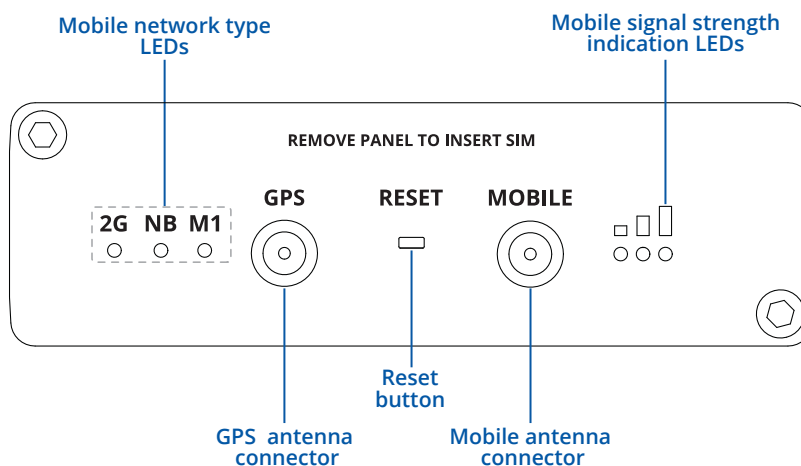 Mobile network type
LEDs
Mobile signal strength
indication LEDs
REMOVE PANEL TO INSERT SIM
GPS
RESET
MOBILE
2G NB M1
Reset
button
GPS antenna
connector
Mobile antenna
connector